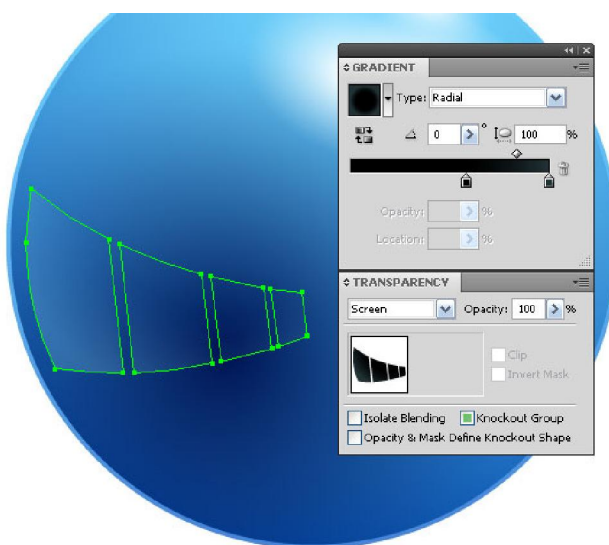 GRADIENT
Type: Radial
0 ° 100 %
Opacity: %
Location: %
TRANSPARENCY
Screen Opacity: 100 %
Clip
Invert Mask
Isolate Blending Knockout Group
Opacity & Mask Define Knockout Shape